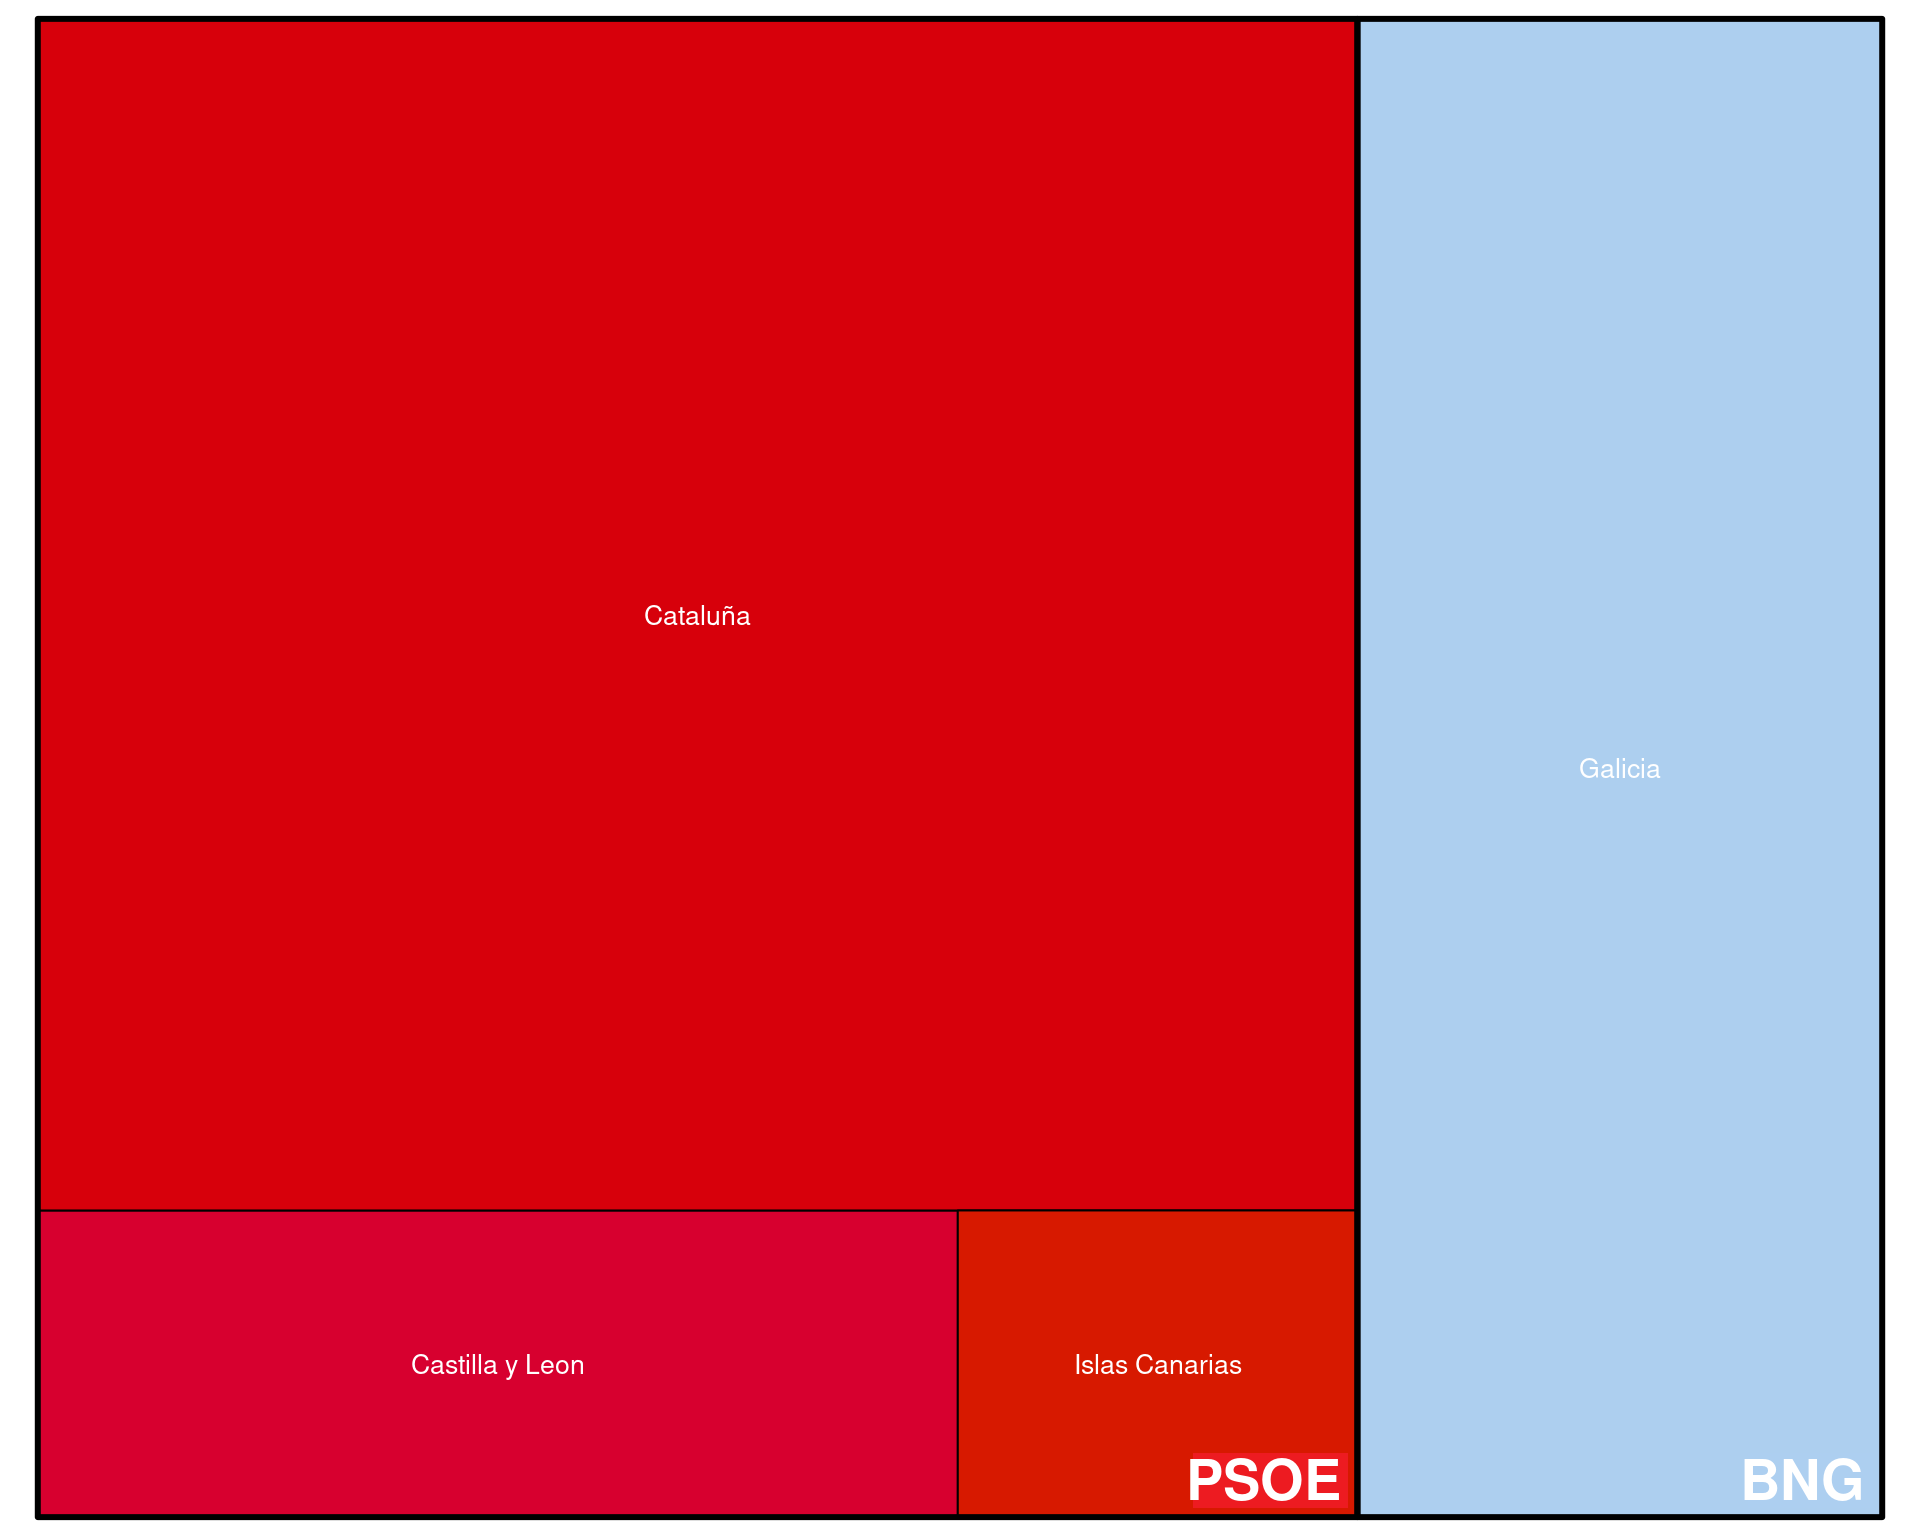 Cataluña
Galicia
Castilla y Leon
Islas Canarias
PSOE
BNG